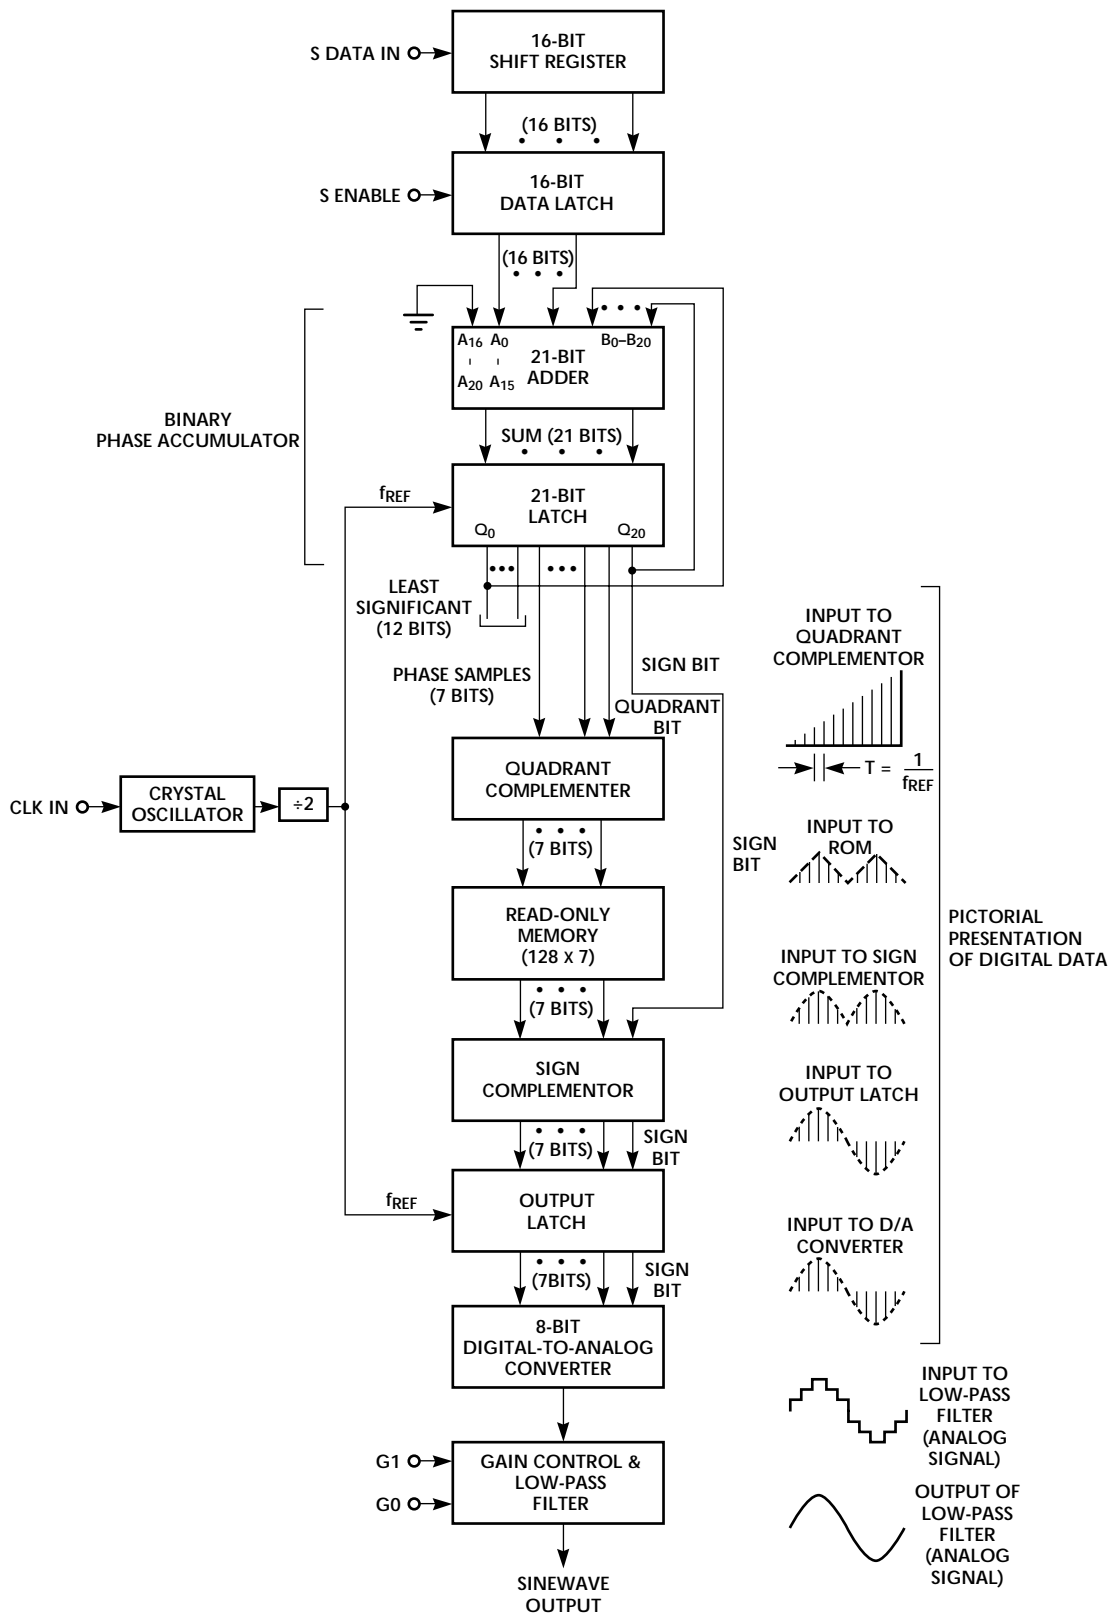 16-BIT
SHIFT REGISTER
S DATA IN
(16 BITS)
16-BIT
DATA LATCH
S ENABLE
(16 BITS)
A16 A0
B0–B20
21-BIT
ADDER
A20 A15
BINARY
PHASE ACCUMULATOR
SUM (21 BITS)
fREF
21-BIT
LATCH
Q0
Q20
LEAST
SIGNIFICANT
(12 BITS)
PHASE SAMPLES
(7 BITS)
SIGN BIT
QUADRANT
BIT
QUADRANT
COMPLEMENTER
CLK IN
CRYSTAL
OSCILLATOR
÷2
(7 BITS)
SIGN
BIT
READ-ONLY
MEMORY
(128 X 7)
(7 BITS)
SIGN
COMPLEMENTOR
(7 BITS)
SIGN
BIT
fREF
OUTPUT
LATCH
(7BITS)
SIGN
BIT
8-BIT
DIGITAL-TO-ANALOG
CONVERTER
G1
G0
GAIN CONTROL &
LOW-PASS
FILTER
SINEWAVE
OUTPUT
INPUT TO
QUADRANT
COMPLEMENTOR
T = 1
fREF
INPUT TO
ROM
PICTORIAL
PRESENTATION
OF DIGITAL DATA
INPUT TO SIGN
COMPLEMENTOR
INPUT TO
OUTPUT LATCH
INPUT TO D/A
CONVERTER
INPUT TO
LOW-PASS
FILTER
(ANALOG
SIGNAL)
OUTPUT OF
LOW-PASS
FILTER
(ANALOG
SIGNAL)